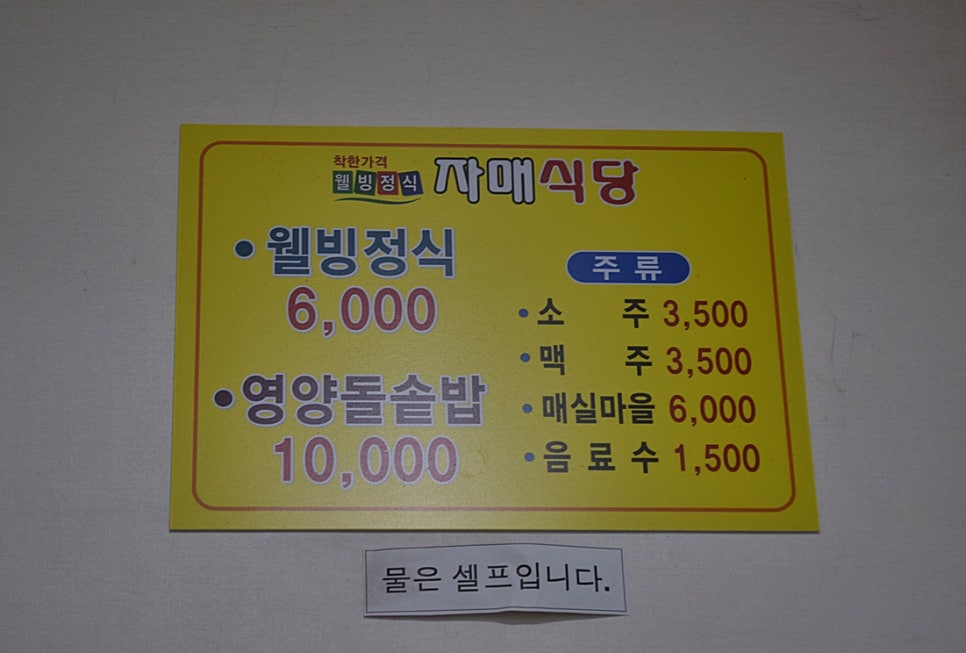 착한가격
웰빙정식 자매식당
• 웰빙정식
6,000
• 영양돌솥밥
10,000
주류
• 소 주 3,500
• 맥 주 3,500
• 매실마을 6,000
• 음료수 1,500
물은 셀프입니다.